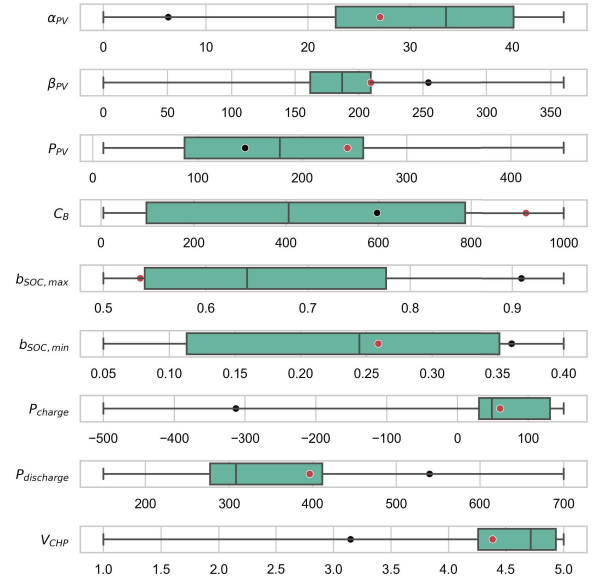 α_PV
0 10 20 30 40
β_PV
0 50 100 150 200 250 300 350
P_PV
0 100 200 300 400
C_B
0 200 400 600 800 1000
b_SOC,max
0.5 0.6 0.7 0.8 0.9
b_SOC,min
0.05 0.10 0.15 0.20 0.25 0.30 0.35 0.40
P_charge
−500 −400 −300 −200 −100 0 100
P_discharge
200 300 400 500 600 700
V_CHP
1.0 1.5 2.0 2.5 3.0 3.5 4.0 4.5 5.0